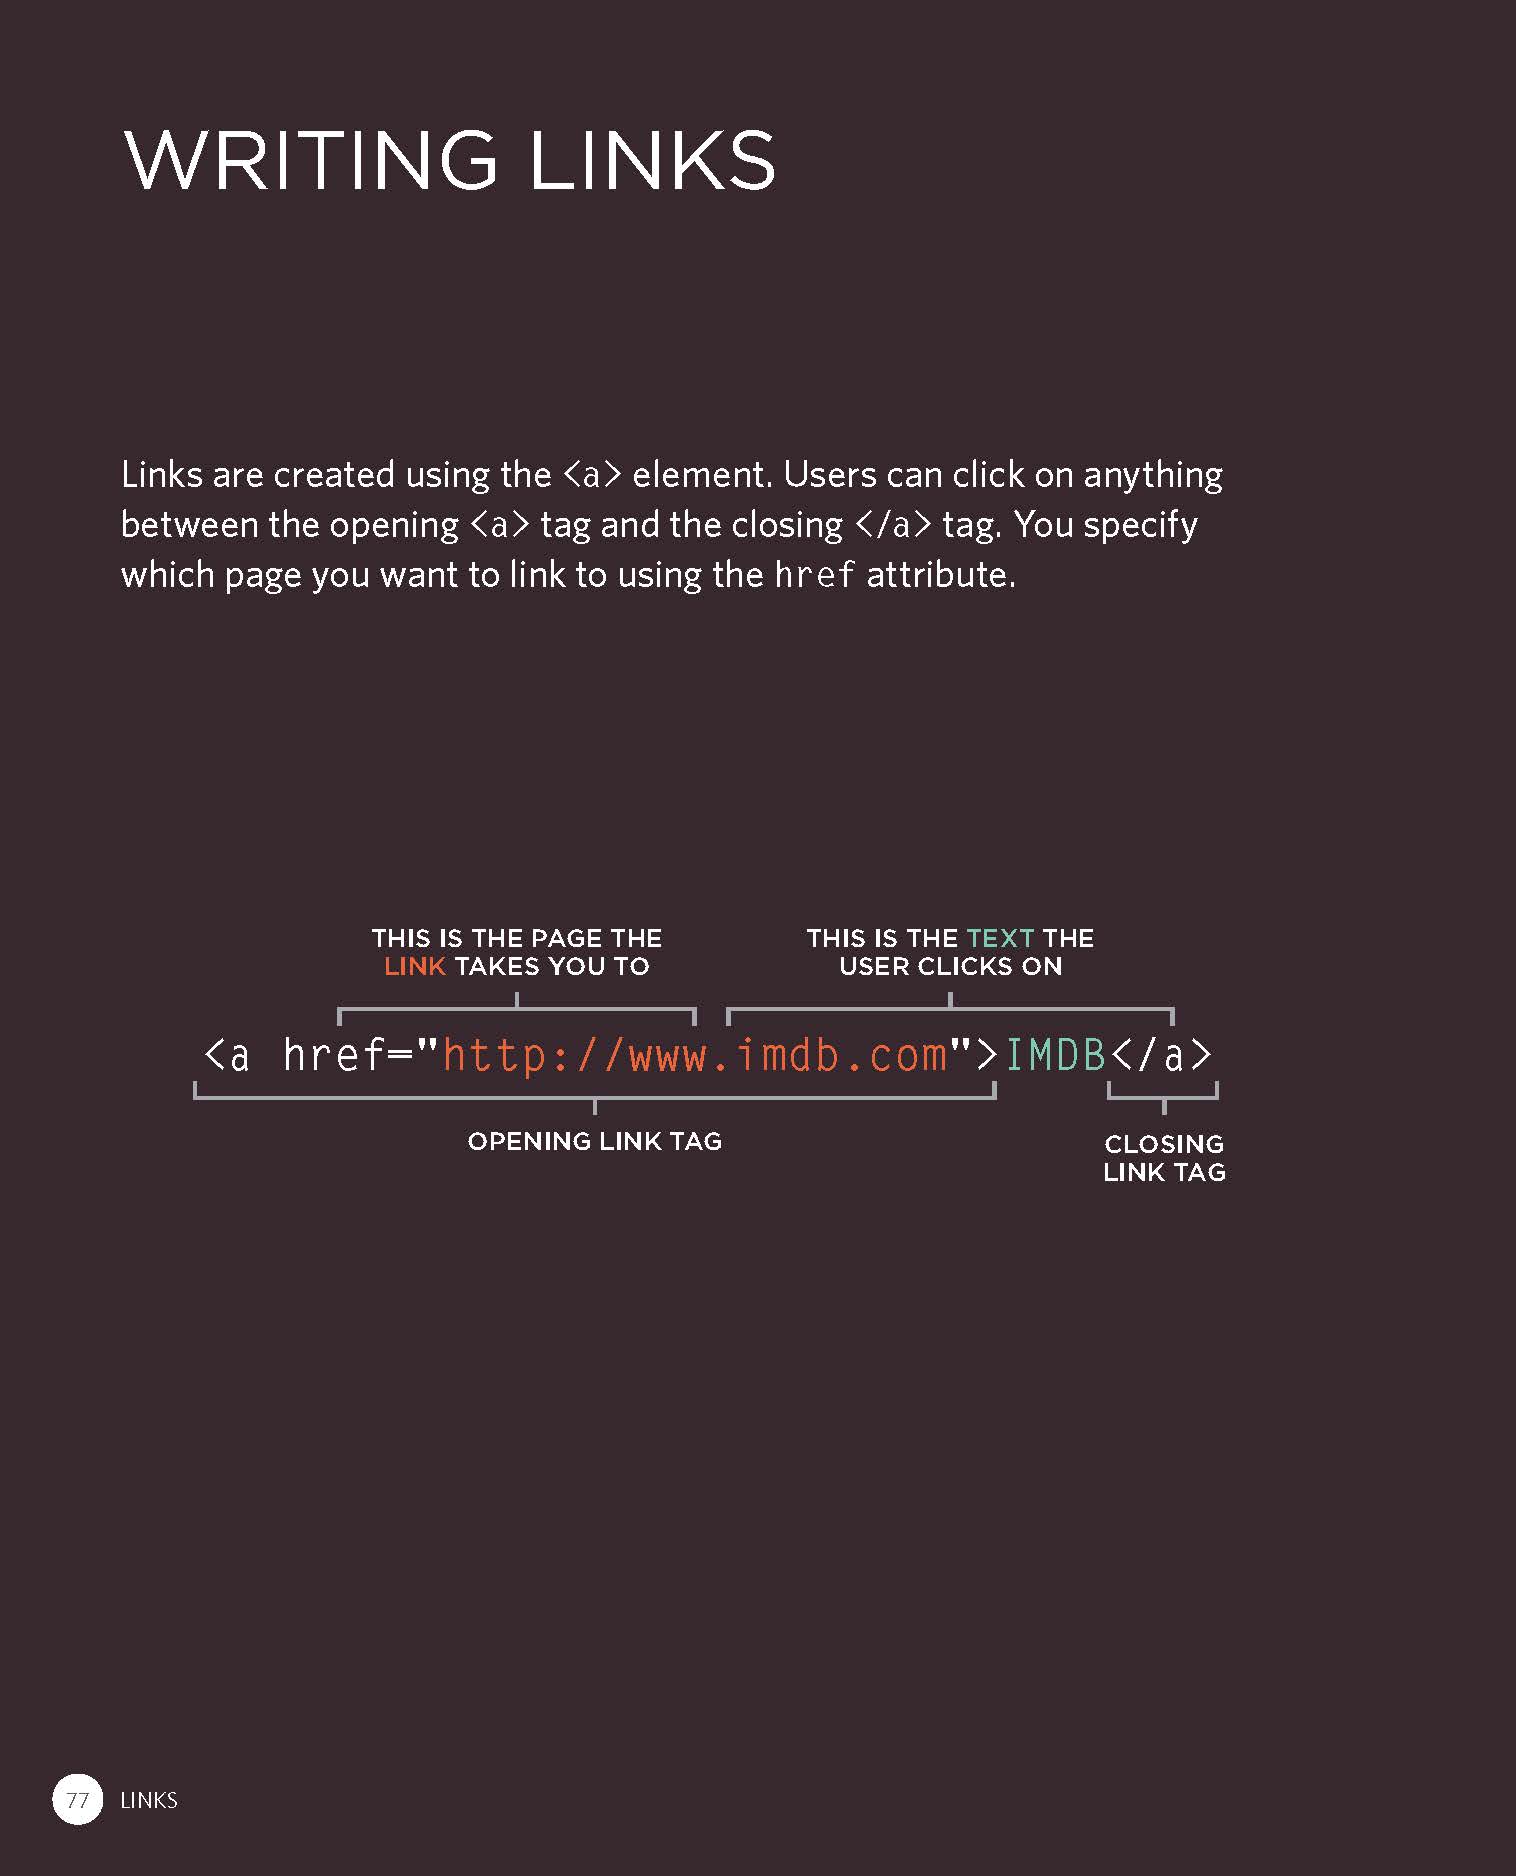 WRITING LINKS
Links are created using the <a> element. Users can click on anything
between the opening <a> tag and the closing </a> tag. You specify
which page you want to link to using the href attribute.
THIS IS THE PAGE THE
LINK TAKES YOU TO
THIS IS THE TEXT THE
USER CLICKS ON
<a href="http://www.imdb.com">IMDB</a>
OPENING LINK TAG
CLOSING
LINK TAG
77 LINKS